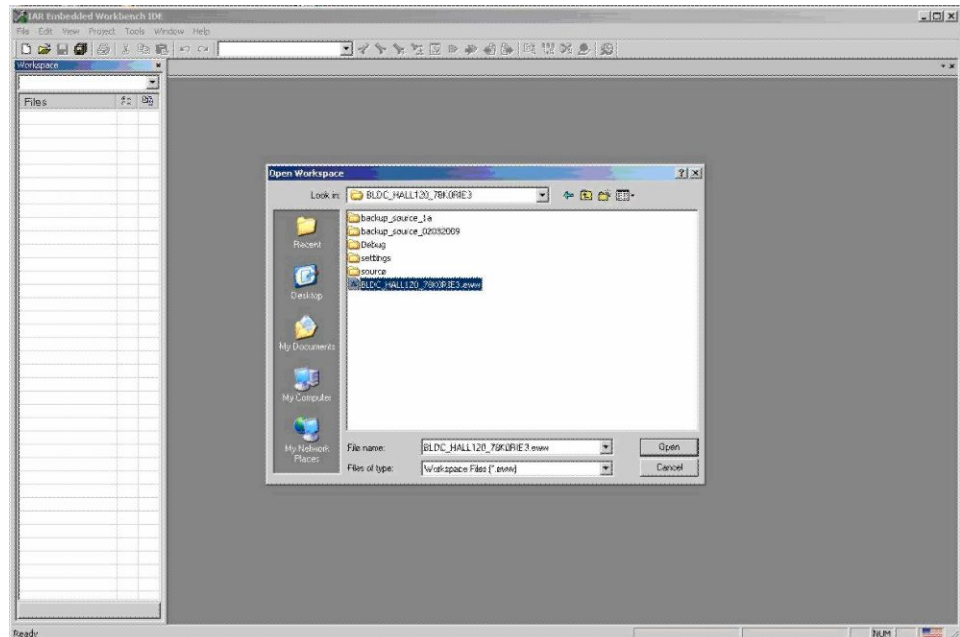 IAR Embedded Workbench IDE
File Edit View Project Tools Window Help
Workspace
Files
Open Workspace
Look in: BLDC_HALL120_78K0RIE3
backup_source_1a
backup_source_02032009
Debug
settings
source
BLDC_HALL120_78K0RIE3.eww
Recent
Desktop
My Documents
My Computer
My Network Places
File name: BLDC_HALL120_78K0RIE3.eww Open
Files of type: Workspace Files (*.eww) Cancel
Ready NUM